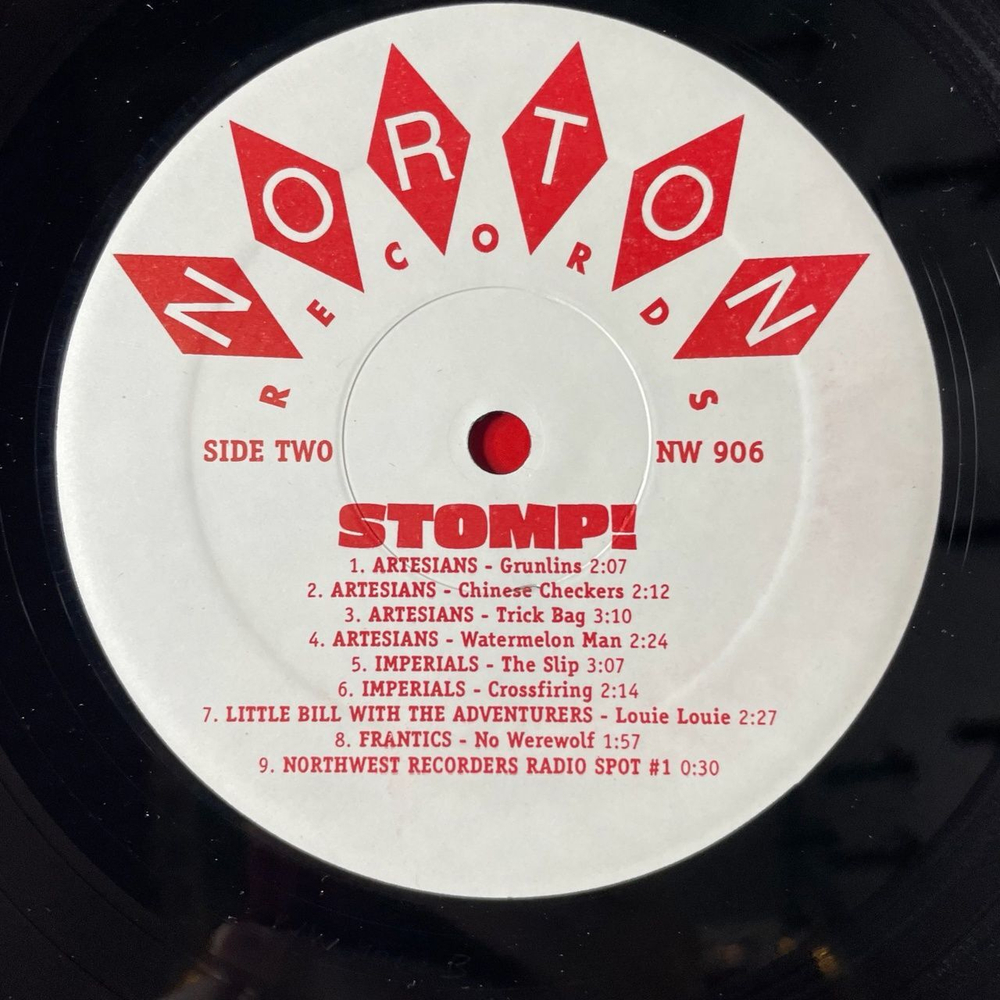 NORTON
RECORDS
SIDE TWO
NW 906
STOMP!
1. ARTESIANS - Grunlins 2:07
2. ARTESIANS - Chinese Checkers 2:12
3. ARTESIANS - Trick Bag 3:10
4. ARTESIANS - Watermelon Man 2:24
5. IMPERIALS - The Slip 3:07
6. IMPERIALS - Crossfiring 2:14
7. LITTLE BILL WITH THE ADVENTURERS - Louie Louie 2:27
8. FRANTICS - No Werewolf 1:57
9. NORTHWEST RECORDERS RADIO SPOT #1 0:30